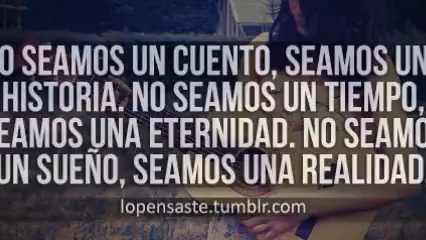 O SEAMOS UN CUENTO, SEAMOS UN
HISTORIA. NO SEAMOS UN TIEMPO,
EAMOS UNA ETERNIDAD. NO SEAMO
UN SUEÑO, SEAMOS UNA REALIDAD.
lopensaste.tumblr.com